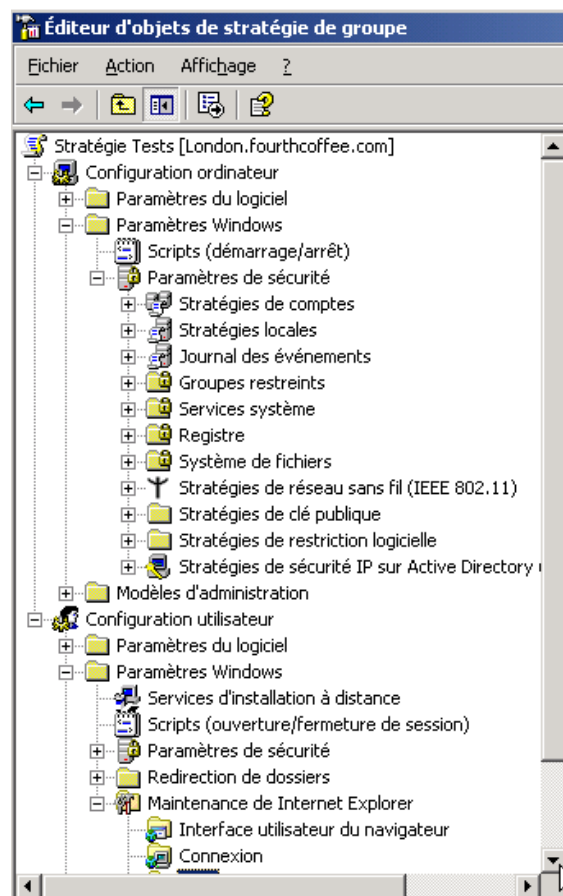 Éditeur d'objets de stratégie de groupe
Fichier Action Affichage ?
Stratégie Tests [London.fourthcoffee.com]
Configuration ordinateur
Paramètres du logiciel
Paramètres Windows
Scripts (démarrage/arrêt)
Paramètres de sécurité
Stratégies de comptes
Stratégies locales
Journal des événements
Groupes restreints
Services système
Registre
Système de fichiers
Stratégies de réseau sans fil (IEEE 802.11)
Stratégies de clé publique
Stratégies de restriction logicielle
Stratégies de sécurité IP sur Active Directory
Modèles d'administration
Configuration utilisateur
Paramètres du logiciel
Paramètres Windows
Services d'installation à distance
Scripts (ouverture/fermeture de session)
Paramètres de sécurité
Redirection de dossiers
Maintenance de Internet Explorer
Interface utilisateur du navigateur
Connexion